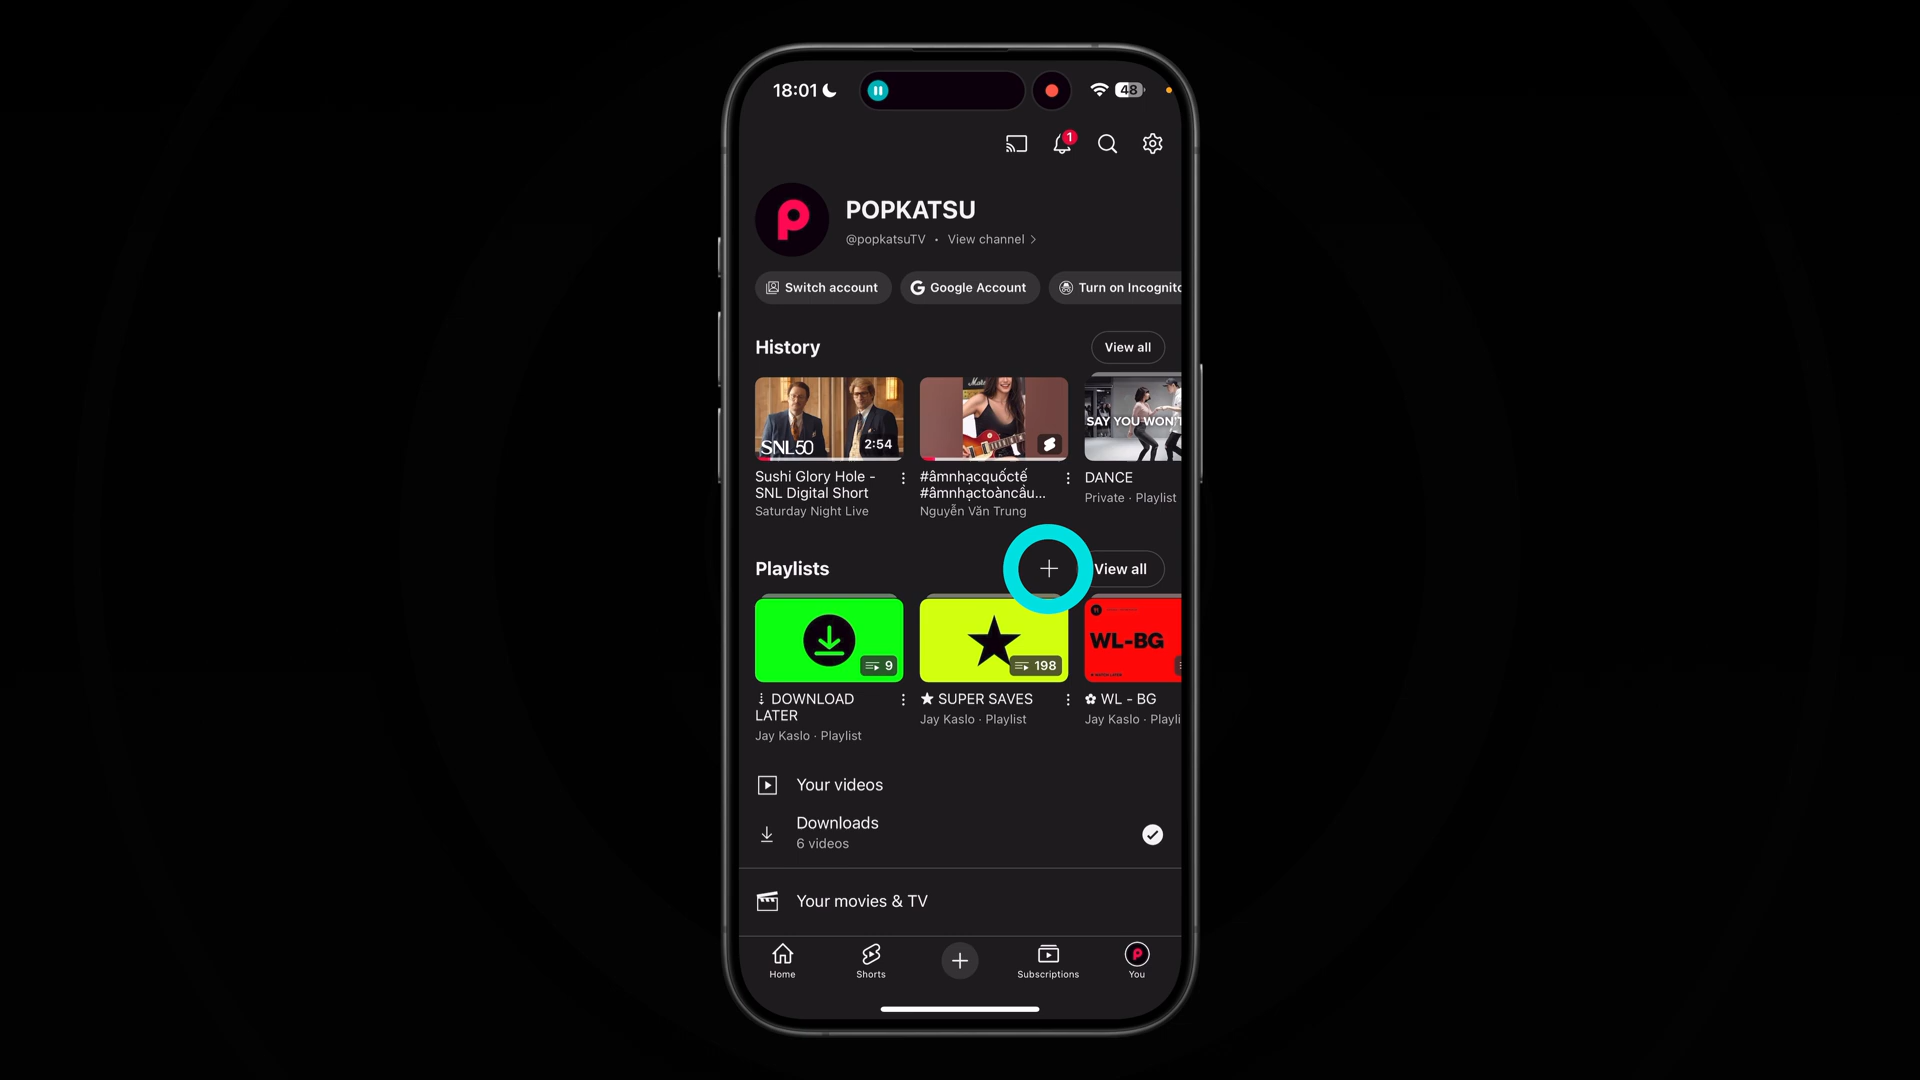 18:01
48
1
POPKATSU
@popkatsuTV • View channel >
Switch account
Google Account
Turn on Incognito
History
View all
SNL50
2:54
SAY YOU WON'T
Sushi Glory Hole -
SNL Digital Short
Saturday Night Live
#âmnhạcquốctế
#âmnhạctoàncầu...
Nguyễn Văn Trung
DANCE
Private · Playlist
Playlists
View all
9
198
WL-BG
⇣ DOWNLOAD
LATER
Jay Kaslo · Playlist
★ SUPER SAVES
Jay Kaslo · Playlist
✿ WL - BG
Jay Kaslo · Playli
Your videos
Downloads
6 videos
Your movies & TV
Home
Shorts
Subscriptions
You